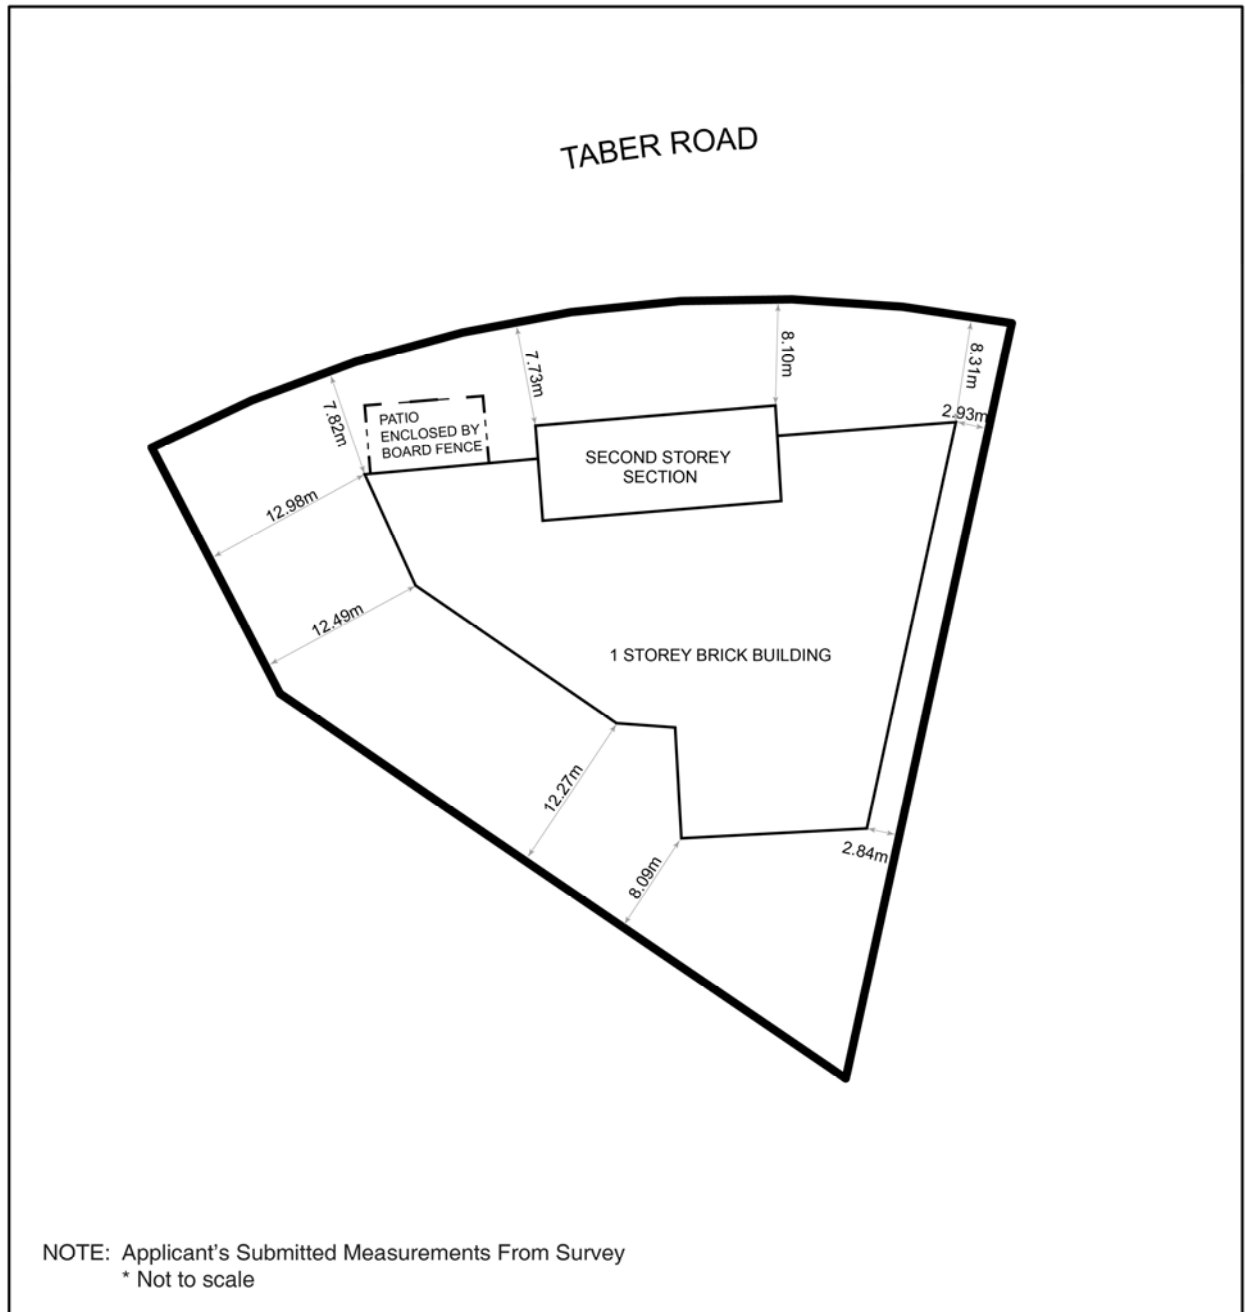 TABER ROAD
8.10m
7.73m
8.31m
7.82m
2.93m
PATIO
ENCLOSED BY
BOARD FENCE
SECOND STOREY
SECTION
12.98m
12.49m
1 STOREY BRICK BUILDING
12.27m
2.84m
8.09m
NOTE: Applicant's Submitted Measurements From Survey
* Not to scale